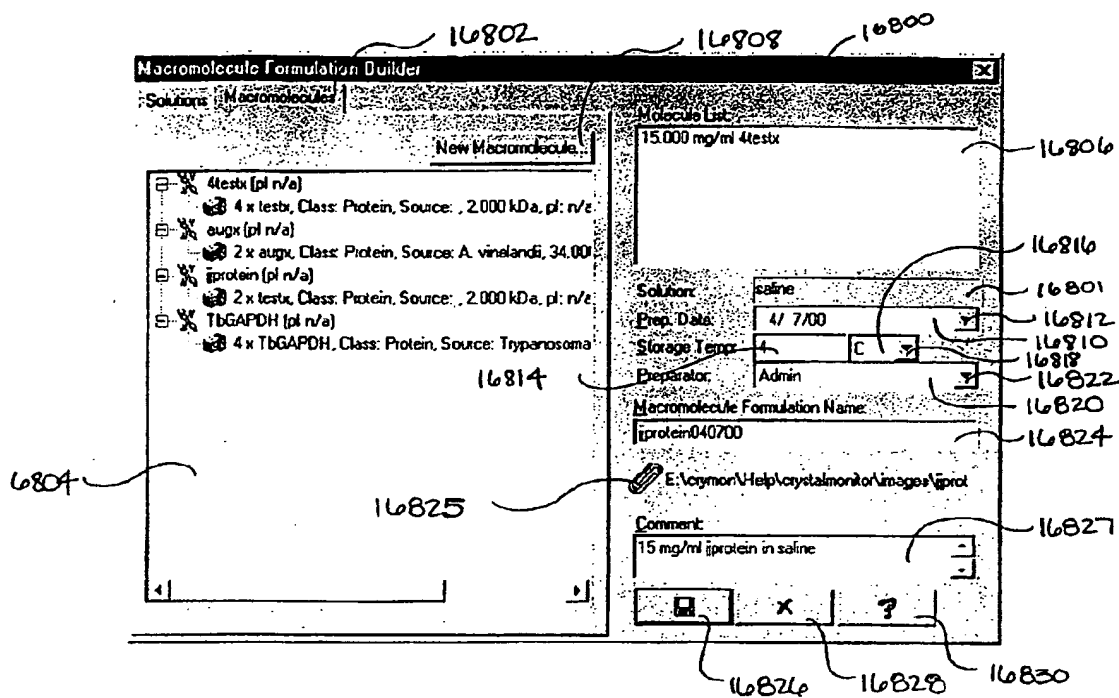 16802
16808
16800
Macromolecule Formulation Builder
Solutions
Macromolecules
New Macromolecule...
4testx (pI n/a)
4 x testx, Class: Protein, Source: , 2.000 kDa, pI: n/a
augx (pI n/a)
2 x augx, Class: Protein, Source: A. vinelandii, 34.00
jjprotein (pI n/a)
2 x testx, Class: Protein, Source: , 2.000 kDa, pI: n/a
TbGAPDH (pI n/a)
4 x TbGAPDH, Class: Protein, Source: Trypanosoma
6804
Molecule List:
15.000 mg/ml 4testx
16806
16816
Solution:
saline
16801
Prep. Date:
4/ 7/00
16812
16810
Storage Temp:
4
C
16818
16814
Preparator:
Admin
16822
16820
Macromolecule Formulation Name:
jjprotein040700
16824
E:\crymon\Help\crystalmonitor\images\jjprot
16825
Comment:
15 mg/ml jjprotein in saline
16827
X
?
16826
16828
16830